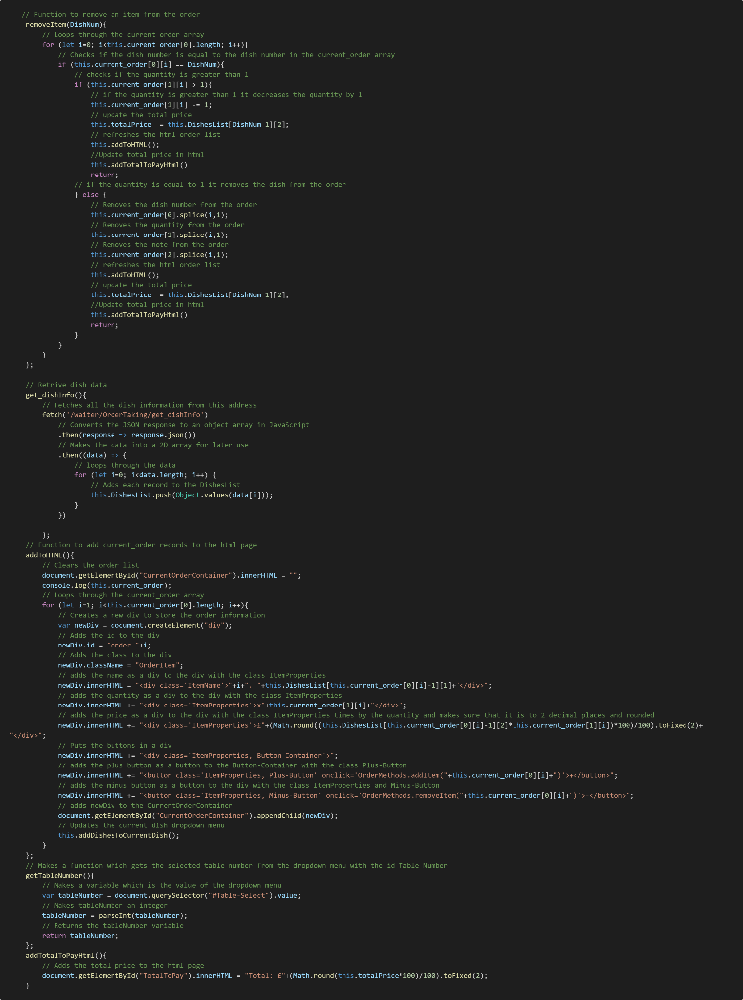 // Function to remove an item from the order
removeItem(DishNum){
// Loops through the current_order array
for (let i=0; i<this.current_order[0].length; i++){
// Checks if the dish number is equal to the dish number in the current_order array
if (this.current_order[0][i] == DishNum){
// checks if the quantity is greater than 1
if (this.current_order[1][i] > 1){
// if the quantity is greater than 1 it decreases the quantity by 1
this.current_order[1][i] -= 1;
// update the total price
this.totalPrice -= this.DishesList[DishNum-1][2];
// refreshes the html order list
this.addToHTML();
//Update total price in html
this.addTotalToPayHtml()
return;
// if the quantity is equal to 1 it removes the dish from the order
} else {
// Removes the dish number from the order
this.current_order[0].splice(i,1);
// Removes the quantity from the order
this.current_order[1].splice(i,1);
// Removes the note from the order
this.current_order[2].splice(i,1);
// refreshes the html order list
this.addToHTML();
// update the total price
this.totalPrice -= this.DishesList[DishNum-1][2];
//Update total price in html
this.addTotalToPayHtml()
return;
}
}
}
};
// Retrive dish data
get_dishInfo(){
// Fetches all the dish information from this address
fetch('/waiter/OrderTaking/get_dishInfo')
// Converts the JSON response to an object array in JavaScript
.then(response => response.json())
// Makes the data into a 2D array for later use
.then((data) => {
// loops through the data
for (let i=0; i<data.length; i++) {
// Adds each record to the DishesList
this.DishesList.push(Object.values(data[i]));
}
})
};
// Function to add current_order records to the html page
addToHTML(){
// Clears the order list
document.getElementById("CurrentOrderContainer").innerHTML = "";
console.log(this.current_order);
// Loops through the current_order array
for (let i=1; i<this.current_order[0].length; i++){
// Creates a new div to store the order information
var newDiv = document.createElement("div");
// Adds the id to the div
newDiv.id = "order-"+i;
// Adds the class to the div
newDiv.className = "OrderItem";
// adds the name as a div to the div with the class ItemProperties
newDiv.innerHTML = "<div class='ItemName'>"+i+". "+this.DishesList[this.current_order[0][i]-1][1]+"</div>";
// adds the quantity as a div to the div with the class ItemProperties
newDiv.innerHTML += "<div class='ItemProperties'>x"+this.current_order[1][i]+"</div>";
// adds the price as a div to the div with the class ItemProperties times by the quantity and makes sure that it is to 2 decimal places and rounded
newDiv.innerHTML += "<div class='ItemProperties'>£"+(Math.round((this.DishesList[this.current_order[0][i]-1][2]*this.current_order[1][i])*100)/100).toFixed(2)+
"</div>";
// Puts the buttons in a div
newDiv.innerHTML += "<div class='ItemProperties, Button-Container'>";
// adds the plus button as a button to the Button-Container with the class Plus-Button
newDiv.innerHTML += "<button class='ItemProperties, Plus-Button' onclick='OrderMethods.addItem("+this.current_order[0][i]+")'>+</button>";
// adds the minus button as a button to the div with the class ItemProperties and Minus-Button
newDiv.innerHTML += "<button class='ItemProperties, Minus-Button' onclick='OrderMethods.removeItem("+this.current_order[0][i]+")'>-</button>";
// adds newDiv to the CurrentOrderContainer
document.getElementById("CurrentOrderContainer").appendChild(newDiv);
// Updates the current dish dropdown menu
this.addDishesToCurrentDish();
}
};
// Makes a function which gets the selected table number from the dropdown menu with the id Table-Number
getTableNumber(){
// Makes a variable which is the value of the dropdown menu
var tableNumber = document.querySelector("#Table-Select").value;
// Makes tableNumber an integer
tableNumber = parseInt(tableNumber);
// Returns the tableNumber variable
return tableNumber;
};
addTotalToPayHtml(){
// Adds the total price to the html page
document.getElementById("TotalToPay").innerHTML = "Total: £"+(Math.round(this.totalPrice*100)/100).toFixed(2);
}